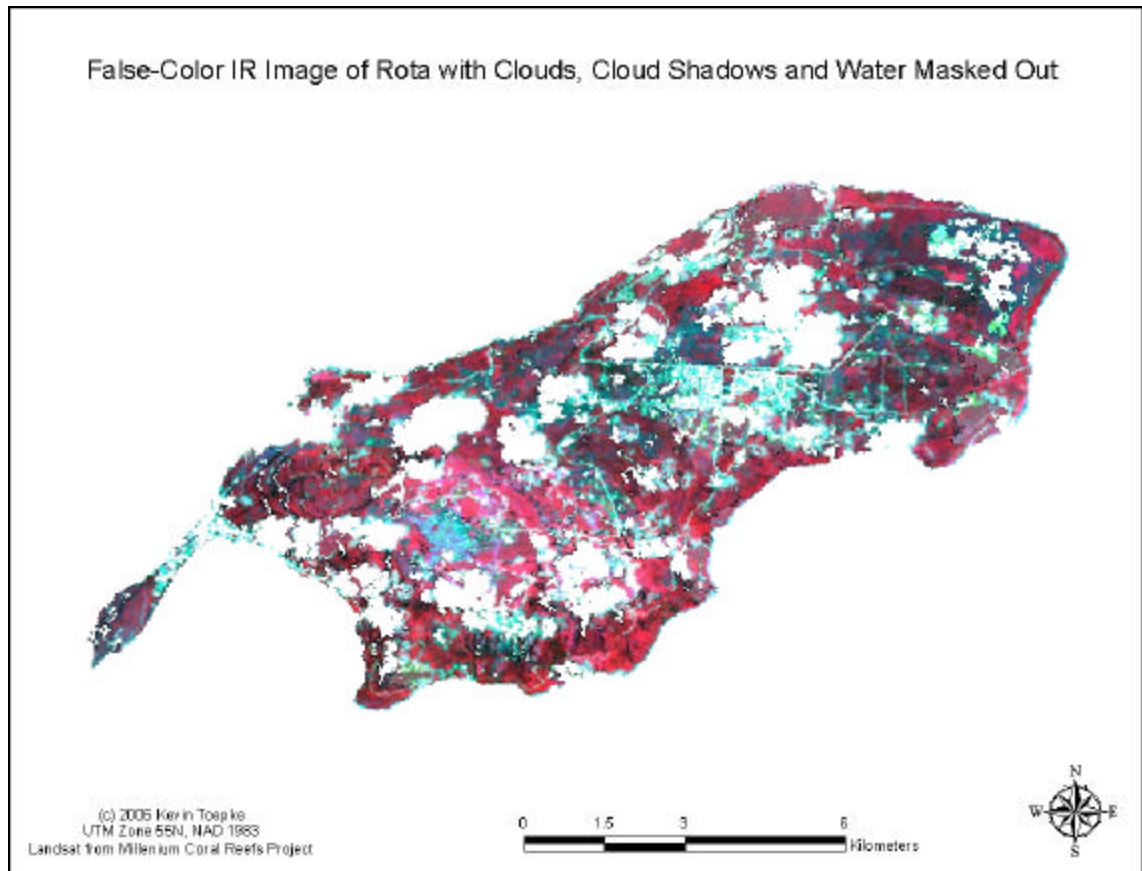 False-Color IR Image of Rota with Clouds, Cloud Shadows and Water Masked Out
N
W E
S
(c) 2006 Kevin Toepke
UTM Zone 55N, NAD 1983
Landsat from Millenium Coral Reefs Project
0 1.5 3 6
Kilometers